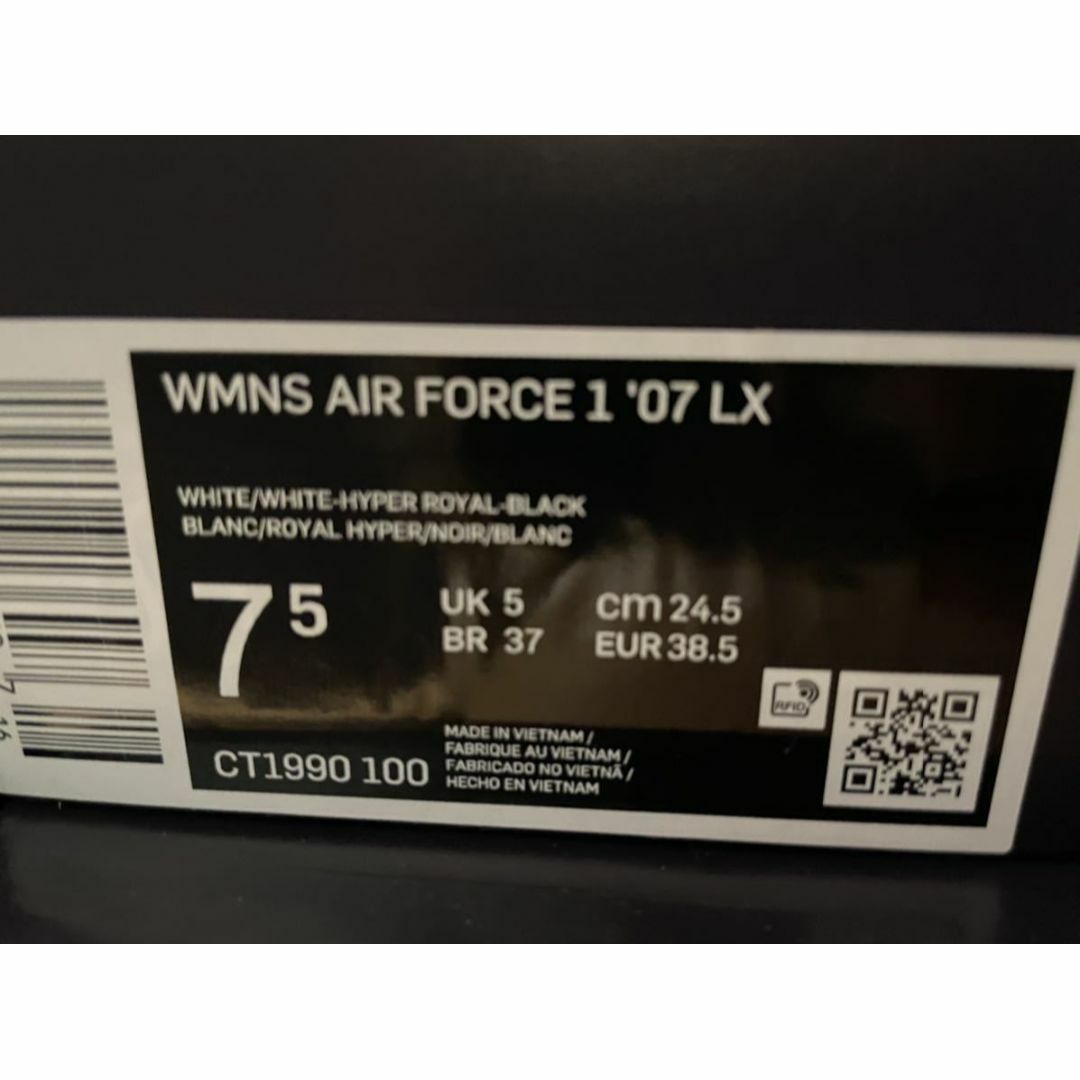 WMNS AIR FORCE 1 '07 LX
WHITE/WHITE-HYPER ROYAL-BLACK
BLANC/ROYAL HYPER/NOIR/BLANC
7 5
UK 5
cm 24.5
BR 37
EUR 38.5
RFID
CT1990 100
MADE IN VIETNAM /
FABRIQUE AU VIETNAM /
FABRICADO NO VIETNÃ /
HECHO EN VIETNAM
7 16